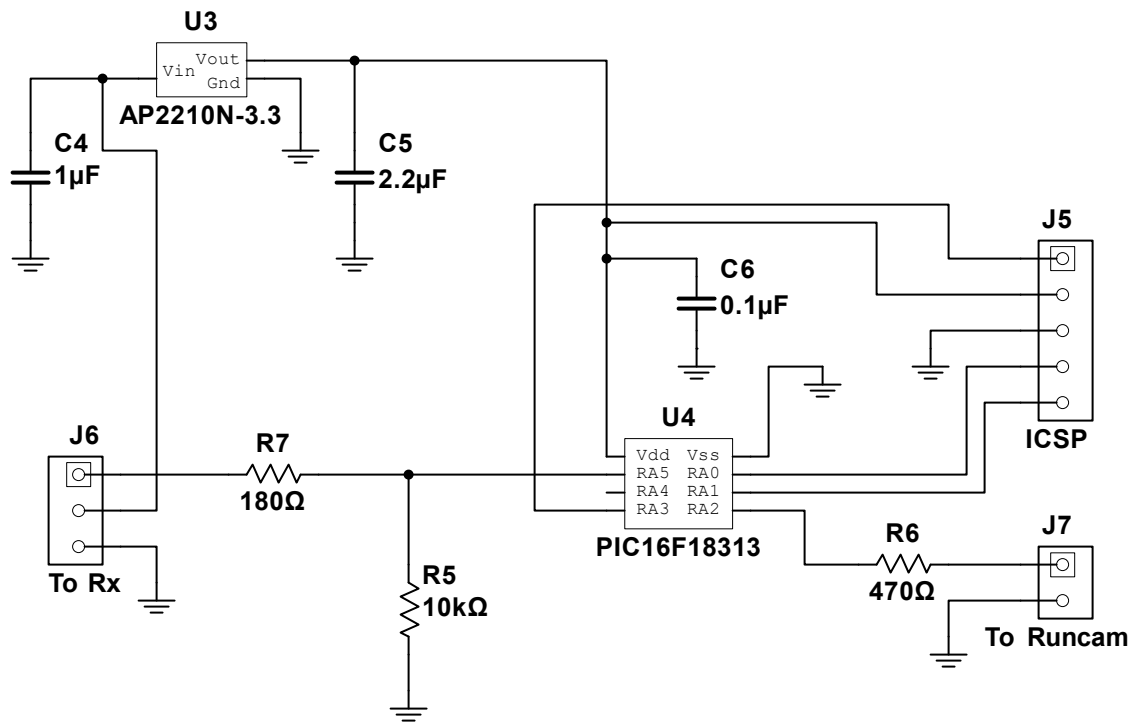 U3
Vin
Vout
Gnd
AP2210N-3.3
C4
1µF
C5
2.2µF
J5
C6
0.1µF
ICSP
U4
Vdd Vss
RA5 RA0
RA4 RA1
RA3 RA2
PIC16F18313
J6
To Rx
R7
180Ω
R5
10kΩ
R6
470Ω
J7
To Runcam